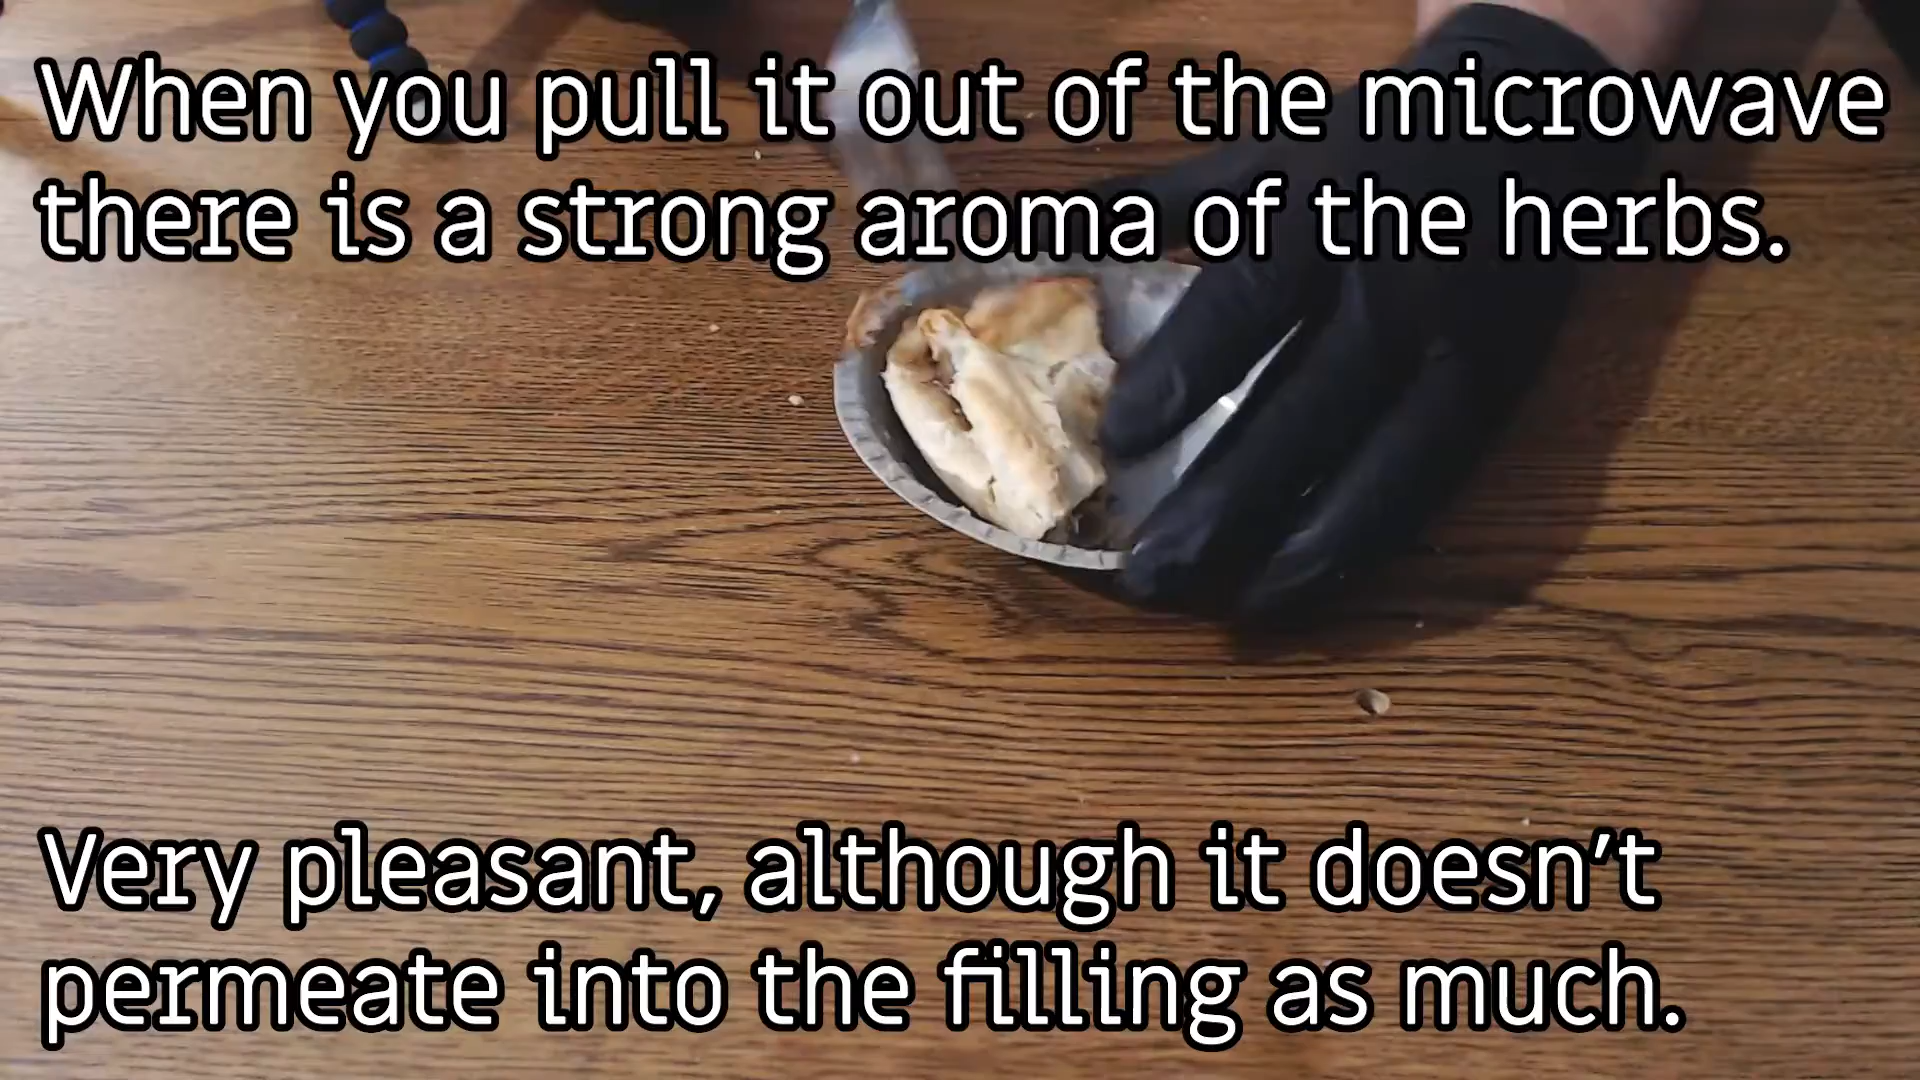 When you pull it out of the microwave
there is a strong aroma of the herbs.
Very pleasant, although it doesn't
permeate into the filling as much.